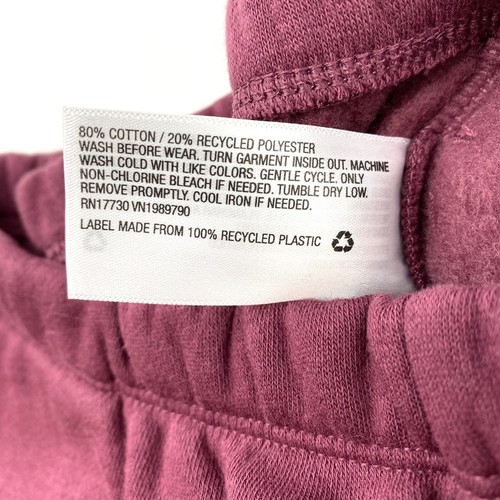 80% COTTON / 20% RECYCLED POLYESTER
WASH BEFORE WEAR. TURN GARMENT INSIDE OUT. MACHINE
WASH COLD WITH LIKE COLORS. GENTLE CYCLE. ONLY
NON-CHLORINE BLEACH IF NEEDED. TUMBLE DRY LOW.
REMOVE PROMPTLY. COOL IRON IF NEEDED.
RN17730 VN1989790
LABEL MADE FROM 100% RECYCLED PLASTIC